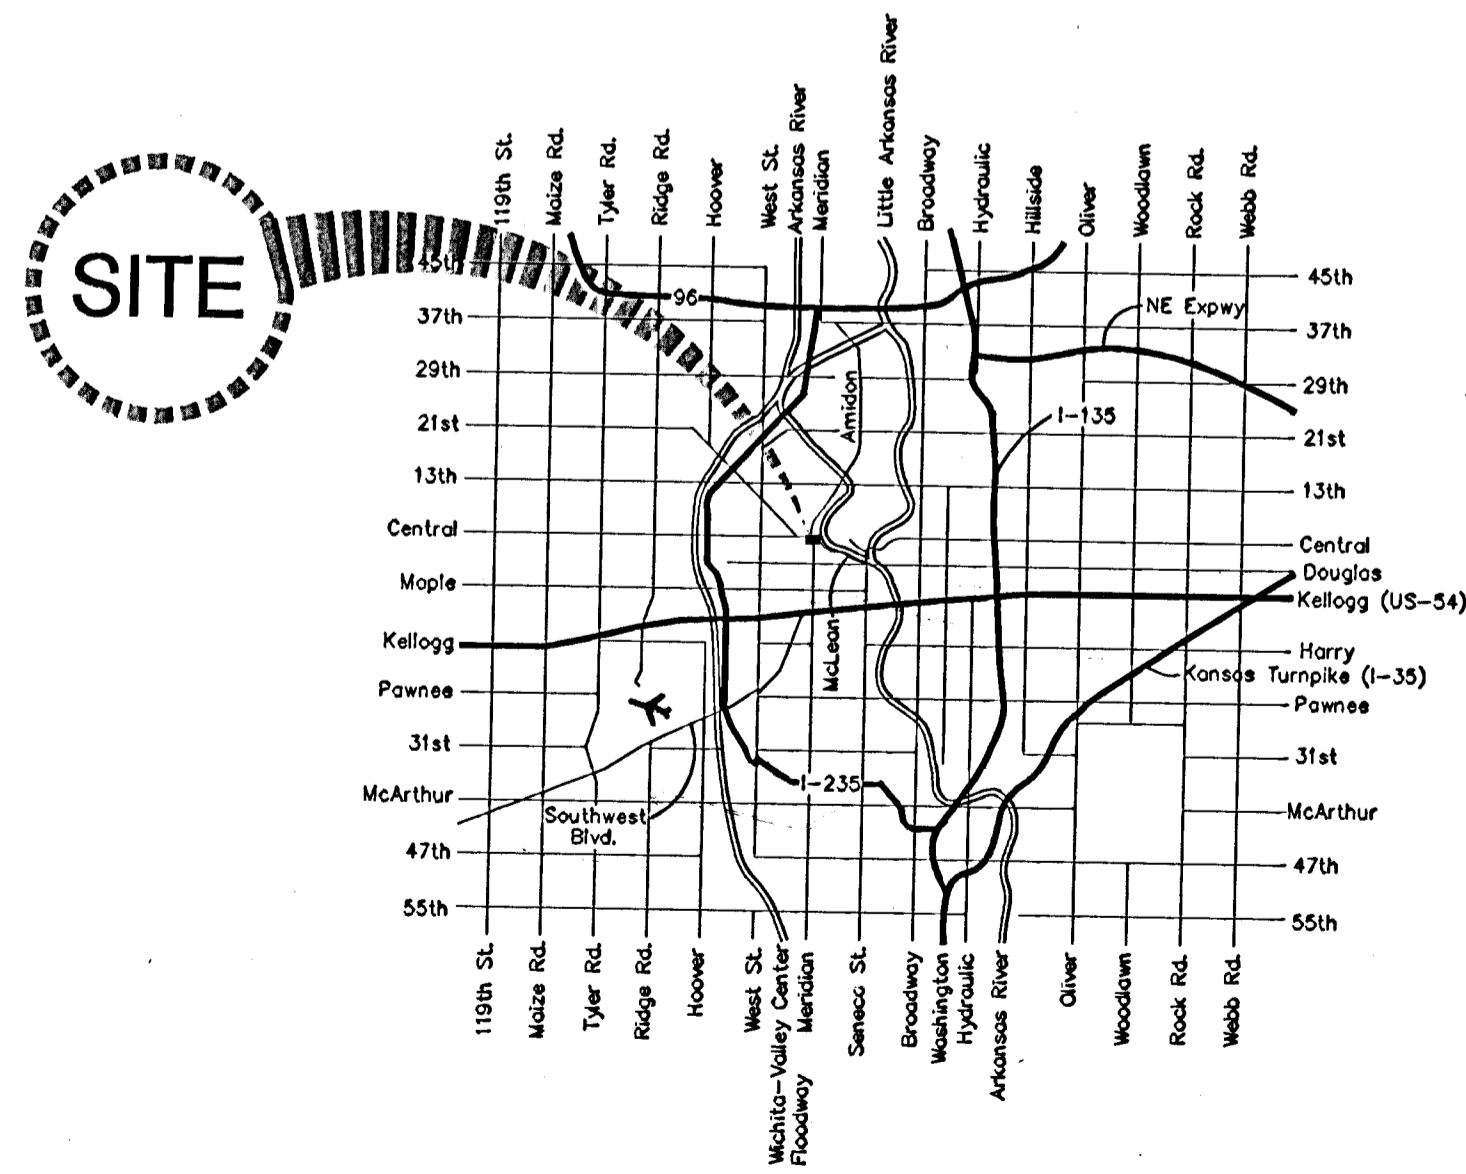 SITE
119th St.
Maize Rd.
Tyler Rd.
Ridge Rd.
Hoover
West St.
Arkansas River
Meridian
Little Arkansas River
Broadway
Hydraulic
Hillside
Oliver
Woodlawn
Rock Rd.
Webb Rd.
45th
37th
29th
21st
13th
Central
Maple
Kellogg
Pawnee
31st
McArthur
47th
55th
96
NE Expwy
Amidon
I-135
McLean
I-235
Southwest
Blvd.
45th
37th
29th
21st
13th
Central
Douglas
Kellogg (US-54)
Harry
Kansas Turnpike (I-35)
Pawnee
31st
McArthur
47th
55th
119th St.
Maize Rd.
Tyler Rd.
Ridge Rd.
Hoover
West St.
Wichita-Valley Center
Floodway
Meridian
Seneca St.
Broadway
Washington
Hydraulic
Arkansas River
Oliver
Woodlawn
Rock Rd.
Webb Rd.